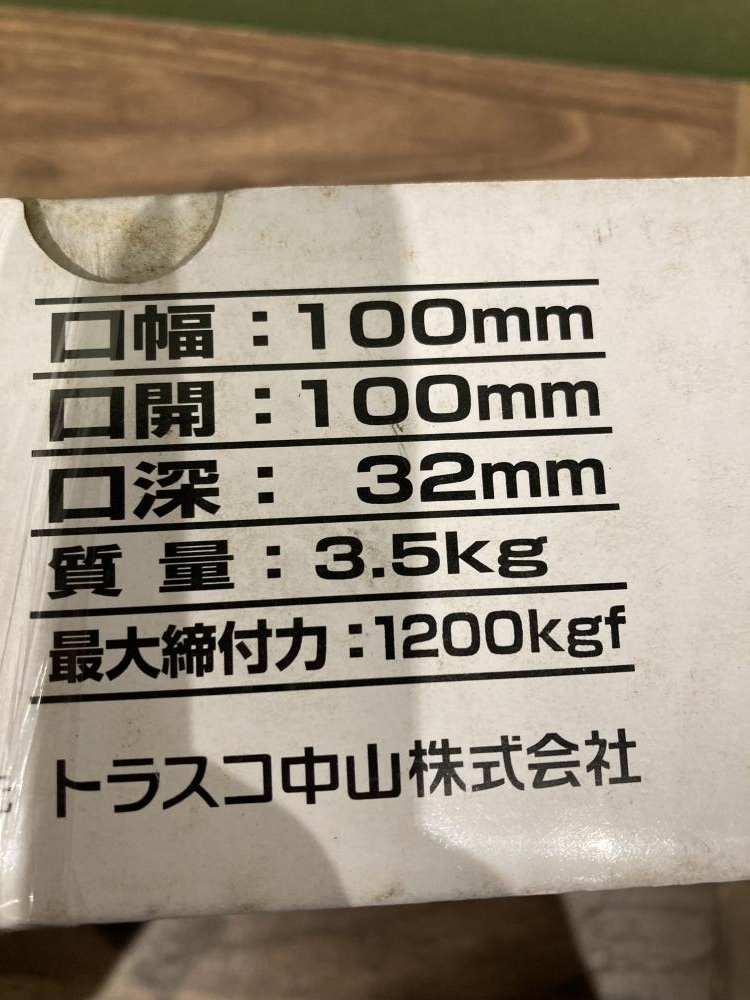 口幅:100mm
口開:100mm
口深: 32mm
質量:3.5kg
最大締付力:1200kgf
トラスコ中山株式会社